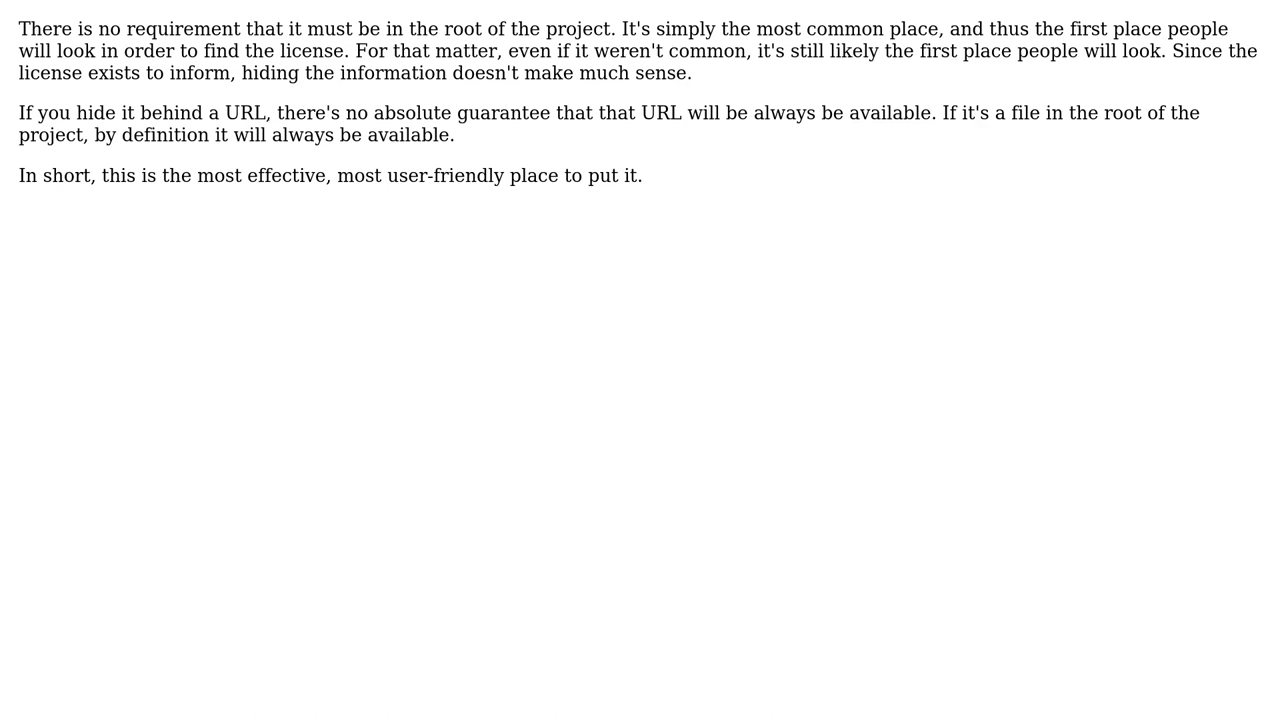 There is no requirement that it must be in the root of the project. It's simply the most common place, and thus the first place people
will look in order to find the license. For that matter, even if it weren't common, it's still likely the first place people will look. Since the
license exists to inform, hiding the information doesn't make much sense.
If you hide it behind a URL, there's no absolute guarantee that that URL will be always be available. If it's a file in the root of the
project, by definition it will always be available.
In short, this is the most effective, most user-friendly place to put it.